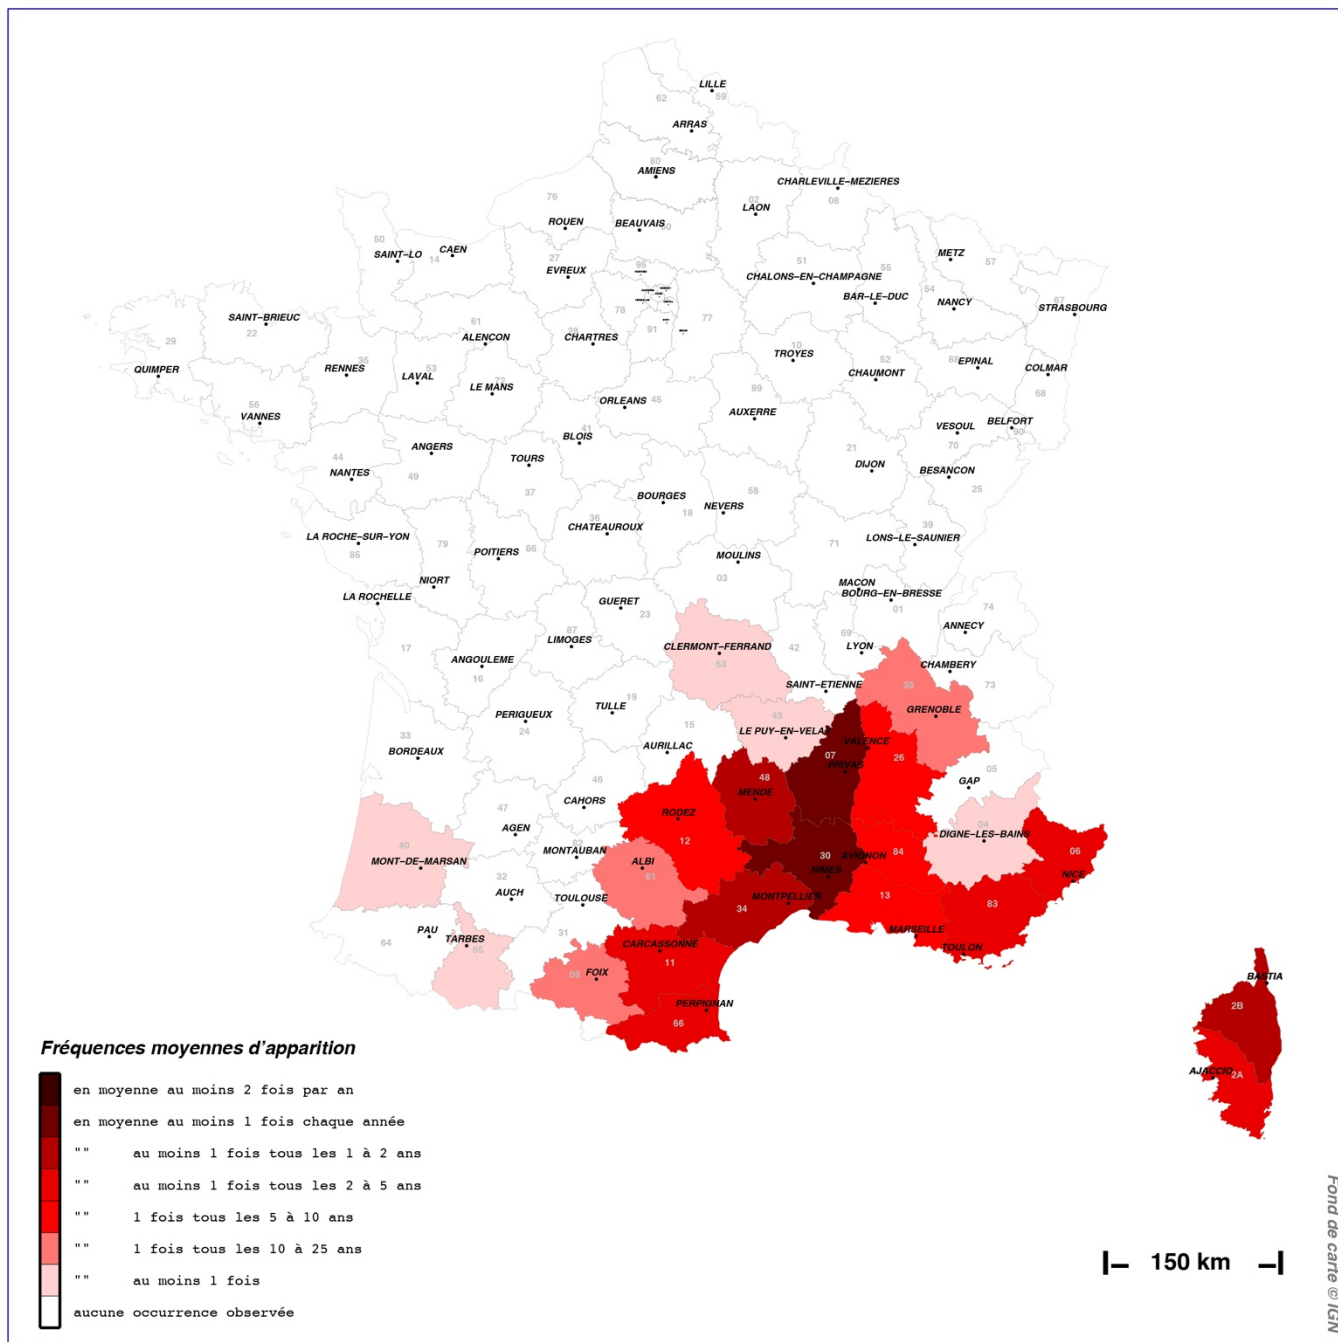 LILLE
59
62
ARRAS
80
AMIENS
CHARLEVILLE-MEZIERES
02
08
LAON
76
ROUEN
BEAUVAIS
60
50
CAEN
SAINT-LO
14
27
EVREUX
95
51
CHALONS-EN-CHAMPAGNE
55
METZ
57
BAR-LE-DUC
54
NANCY
67
STRASBOURG
SAINT-BRIEUC
22
29
QUIMPER
61
ALENCON
78
28
CHARTRES
91
77
10
TROYES
52
CHAUMONT
88
EPINAL
COLMAR
68
35
RENNES
53
LAVAL
72
LE MANS
56
VANNES
ORLEANS
45
89
AUXERRE
VESOUL
BELFORT
90
70
41
BLOIS
ANGERS
TOURS
21
DIJON
BESANCON
25
44
NANTES
49
37
BOURGES
18
58
NEVERS
36
CHATEAUROUX
39
LONS-LE-SAUNIER
71
LA ROCHE-SUR-YON
85
79
POITIERS
86
MOULINS
03
NIORT
LA ROCHELLE
MACON
BOURG-EN-BRESSE
01
74
ANNECY
GUERET
23
87
LIMOGES
17
ANGOULEME
16
CLERMONT-FERRAND
63
42
69
LYON
CHAMBERY
73
SAINT-ETIENNE
38
GRENOBLE
19
TULLE
PERIGUEUX
24
15
AURILLAC
43
LE PUY-EN-VELAY
VALENCE
26
07
PRIVAS
33
BORDEAUX
46
CAHORS
48
MENDE
05
GAP
47
AGEN
RODEZ
12
04
DIGNE-LES-BAINS
40
MONT-DE-MARSAN
82
MONTAUBAN
ALBI
81
30
NIMES
AVIGNON
84
06
NICE
32
AUCH
TOULOUSE
34
MONTPELLIER
13
MARSEILLE
83
TOULON
PAU
64
TARBES
65
31
CARCASSONNE
11
09
FOIX
PERPIGNAN
66
BASTIA
2B
AJACCIO
2A
Fréquences moyennes d'apparition
en moyenne au moins 2 fois par an
en moyenne au moins 1 fois chaque année
"" au moins 1 fois tous les 1 à 2 ans
"" au moins 1 fois tous les 2 à 5 ans
"" 1 fois tous les 5 à 10 ans
"" 1 fois tous les 10 à 25 ans
"" au moins 1 fois
aucune occurrence observée
150 km
Fond de carte © IGN